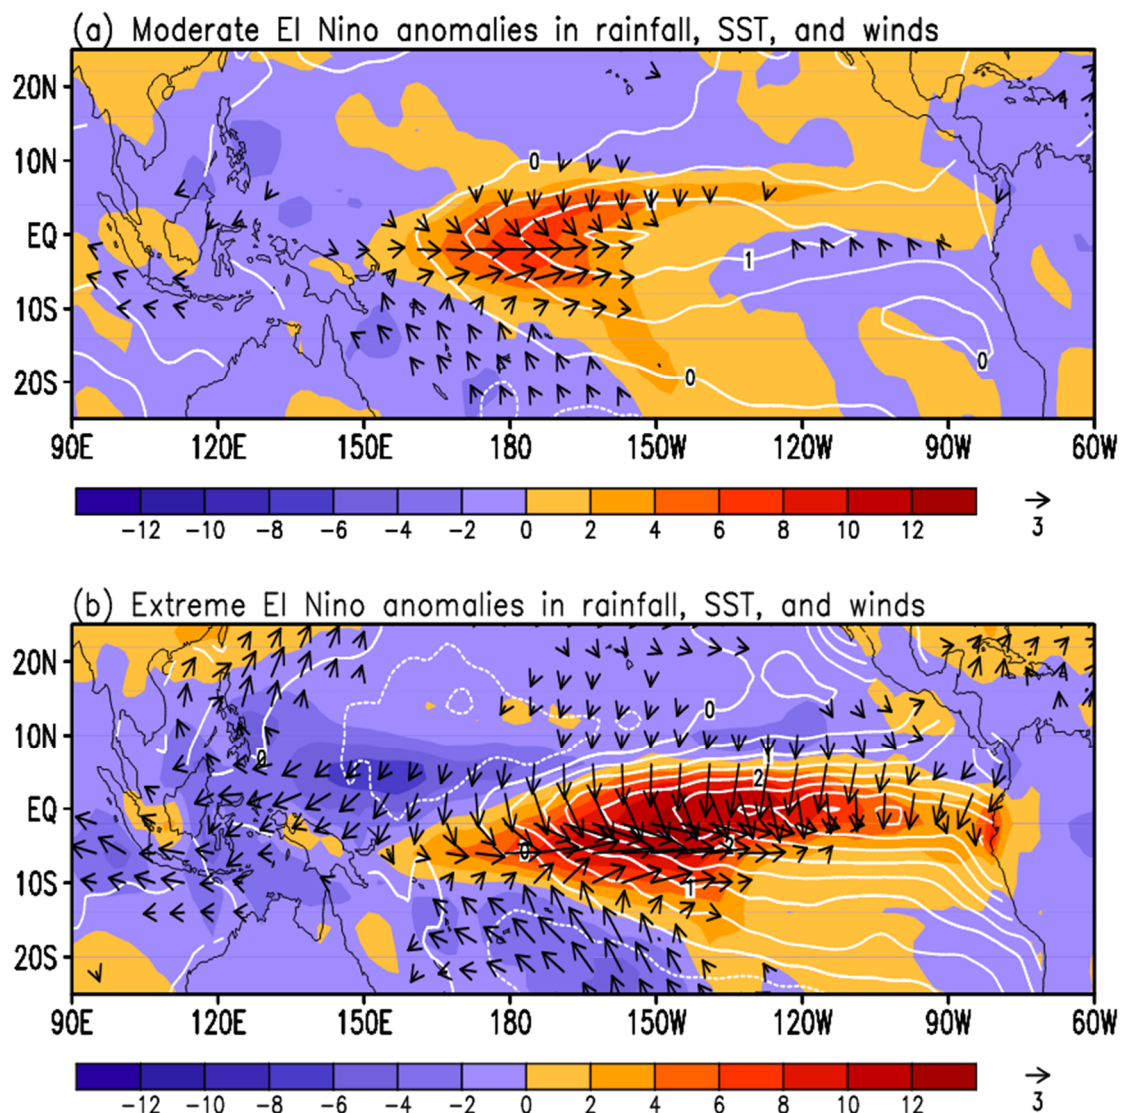 (a) Moderate El Nino anomalies in rainfall, SST, and winds
20N
10N
EQ
10S
20S
0
1
0
0
90E 120E 150E 180 150W 120W 90W 60W
-12 -10 -8 -6 -4 -2 0 2 4 6 8 10 12
3
(b) Extreme El Nino anomalies in rainfall, SST, and winds
20N
10N
EQ
10S
20S
0
0
1
2
0
2
1
90E 120E 150E 180 150W 120W 90W 60W
-12 -10 -8 -6 -4 -2 0 2 4 6 8 10 12
3